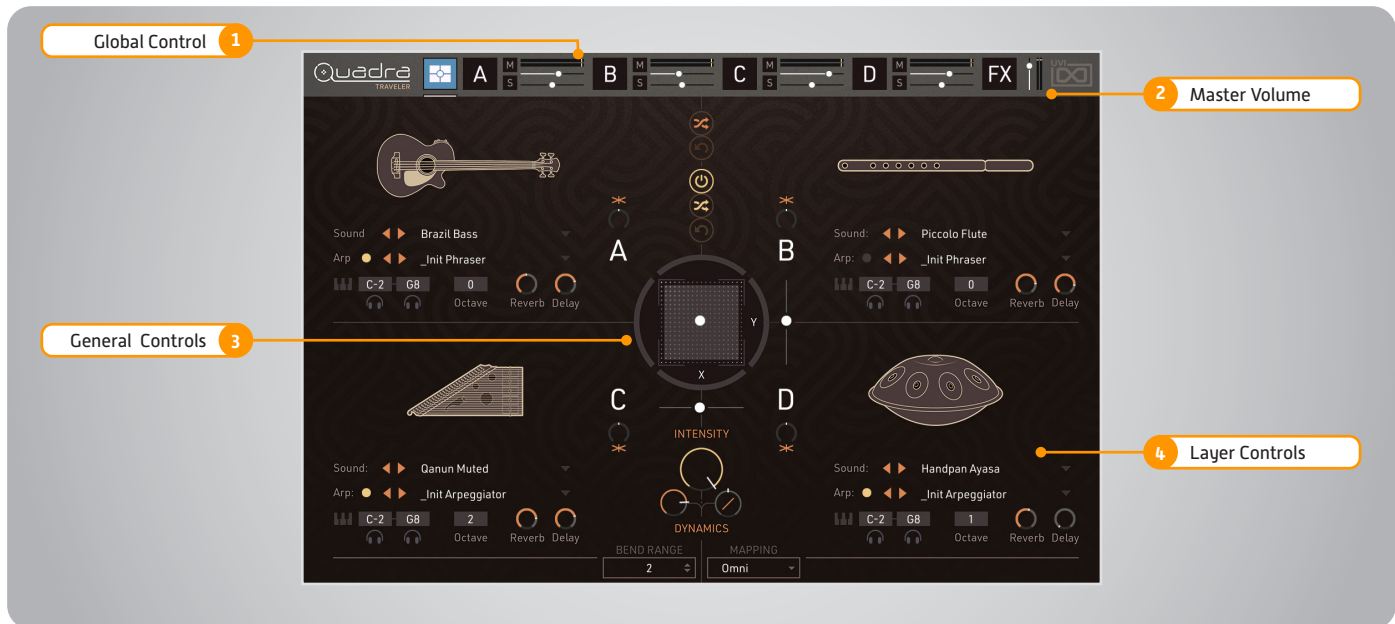 Global Control 1
Quadra
TRAVELER
A M S B M S C M S D M S FX
UVI
2 Master Volume
A
B
Sound ◀ ▶ Brazil Bass
Arp ◀ ▶ _Init Phraser
C-2 G8 0
Octave Reverb Delay
Sound: ◀ ▶ Piccolo Flute
Arp: ◀ ▶ _Init Phraser
C-2 G8 0
Octave Reverb Delay
General Controls 3
Y
X
C
D
INTENSITY
DYNAMICS
4 Layer Controls
Sound: ◀ ▶ Qanun Muted
Arp: ◀ ▶ _Init Arpeggiator
C-2 G8 2
Octave Reverb Delay
Sound: ◀ ▶ Handpan Ayasa
Arp: ◀ ▶ _Init Arpeggiator
C-2 G8 1
Octave Reverb Delay
BEND RANGE MAPPING
2 Omni